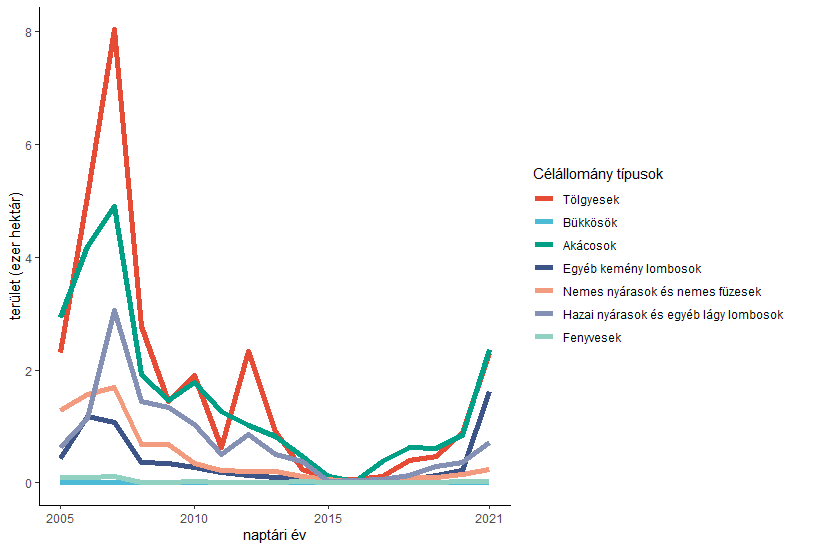 8
6
4
2
0
terület (ezer hektár)
2005
2010
2015
2021
naptári év
Célállomány típusok
Tölgyesek
Bükkösök
Akácosok
Egyéb kemény lombosok
Nemes nyárasok és nemes füzesek
Hazai nyárasok és egyéb lágy lombosok
Fenyvesek